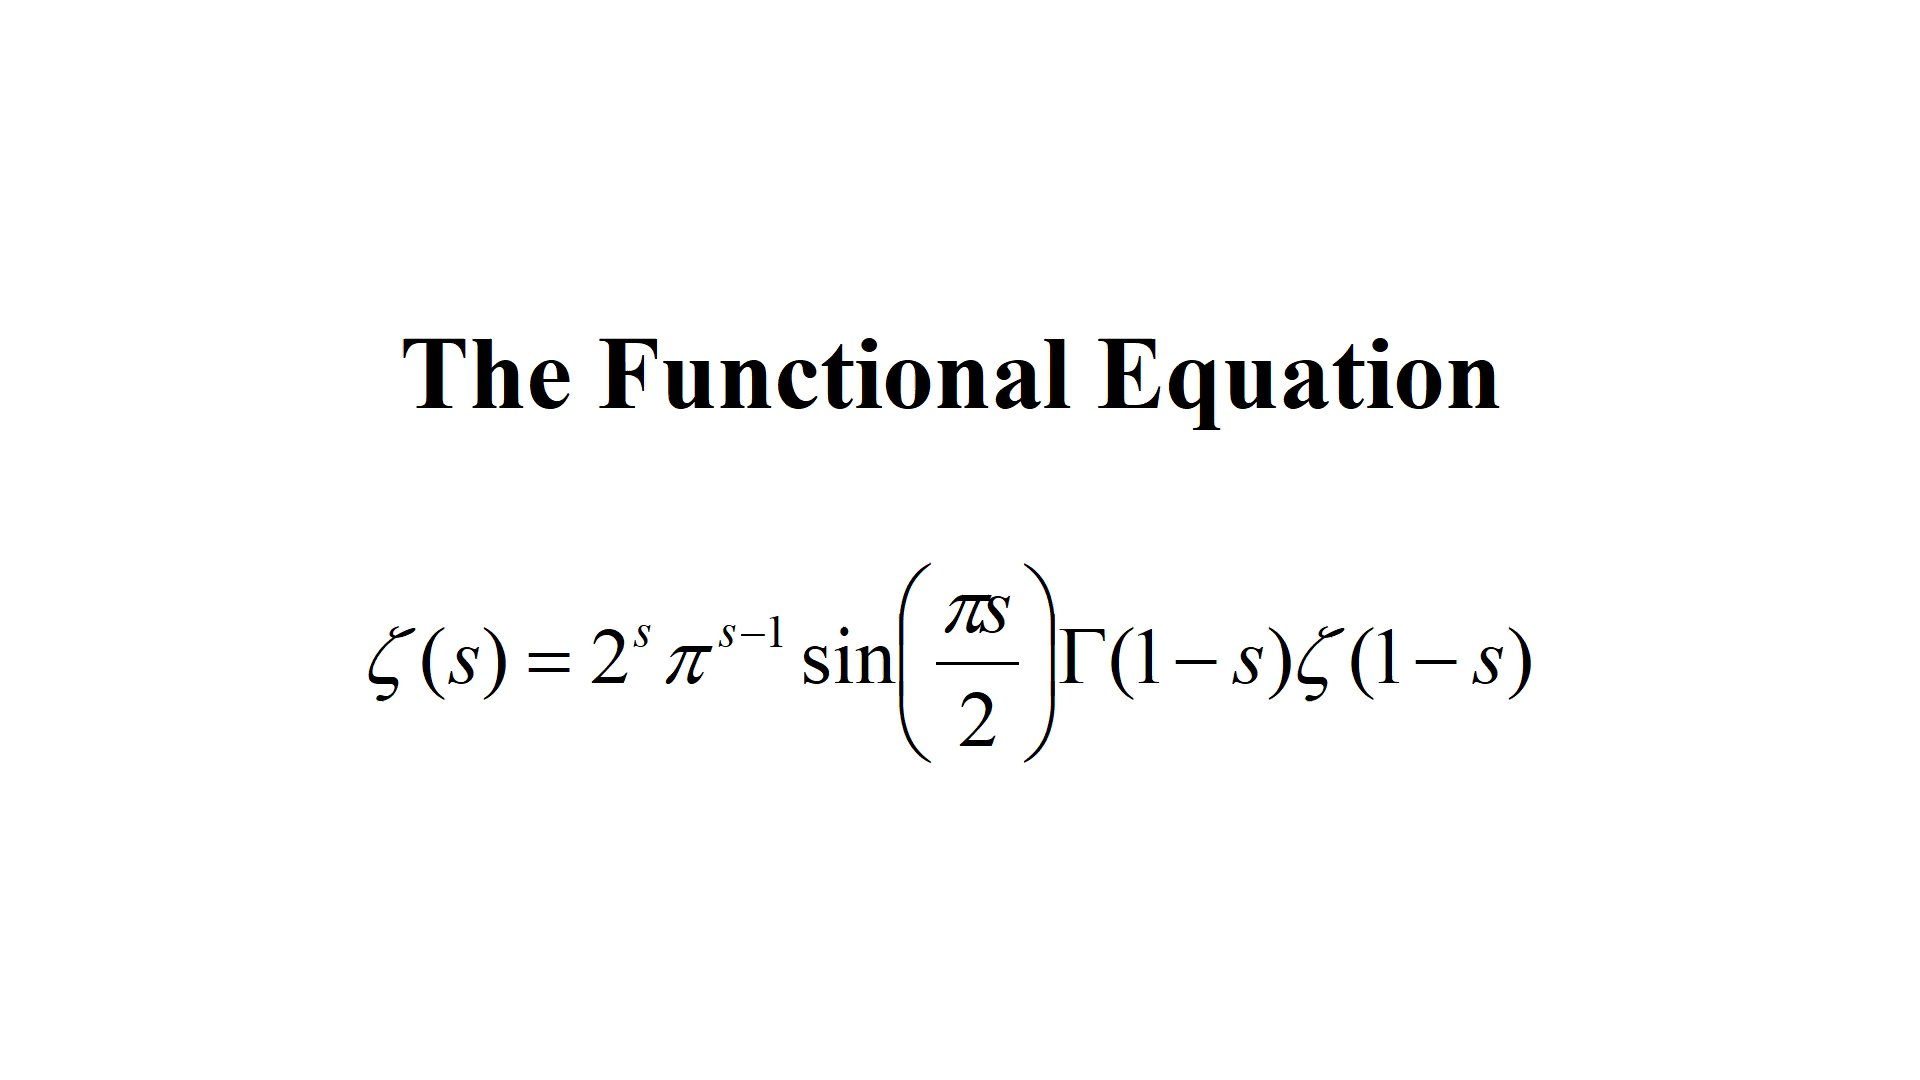 The Functional Equation
ζ(s) = 2^s π^{s−1} sin(πs/2)Γ(1−s)ζ(1−s)